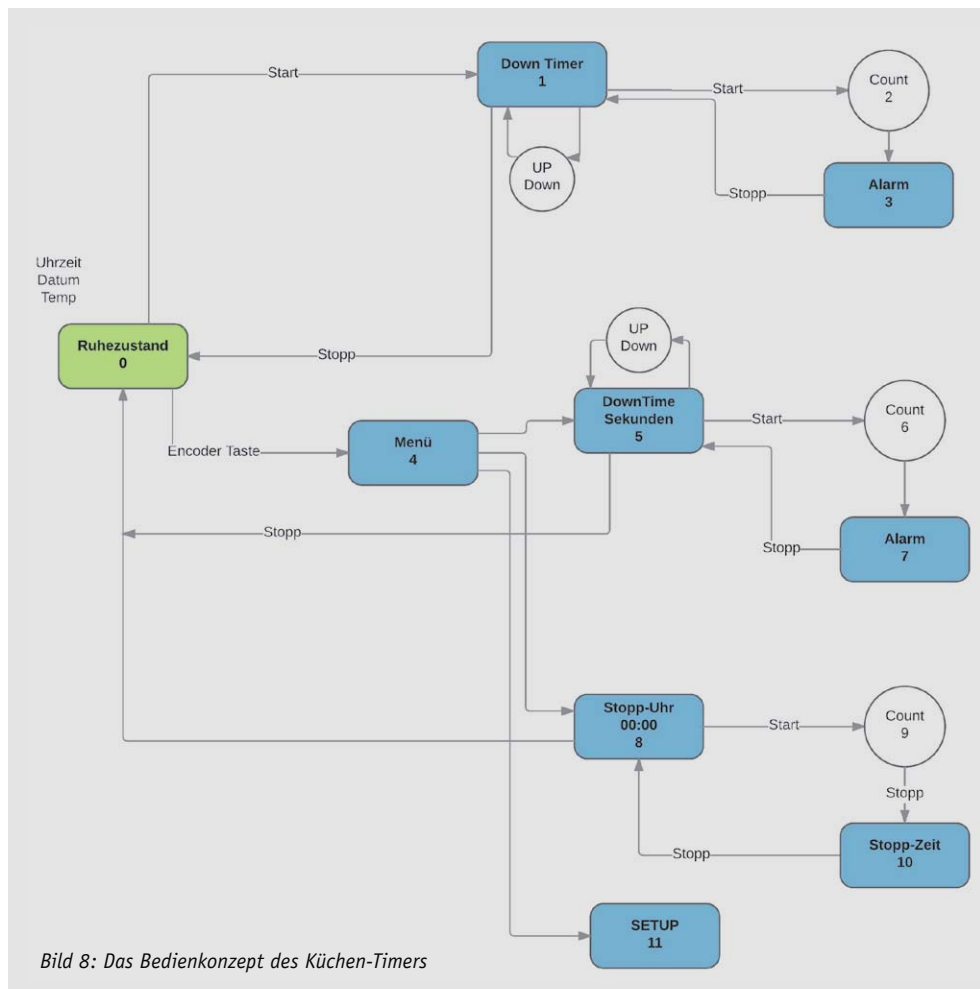 Down Timer
1
Start
Start
Count
2
UP
Down
Alarm
3
Stopp
Uhrzeit
Datum
Temp
Ruhezustand
0
Stopp
UP
Down
DownTime
Sekunden
5
Start
Count
6
Encoder Taste
Menü
4
Stopp
Alarm
7
Stopp
Stopp-Uhr
00:00
8
Start
Count
9
Stopp
Stopp-Zeit
10
Stopp
SETUP
11
Bild 8: Das Bedienkonzept des Küchen-Timers